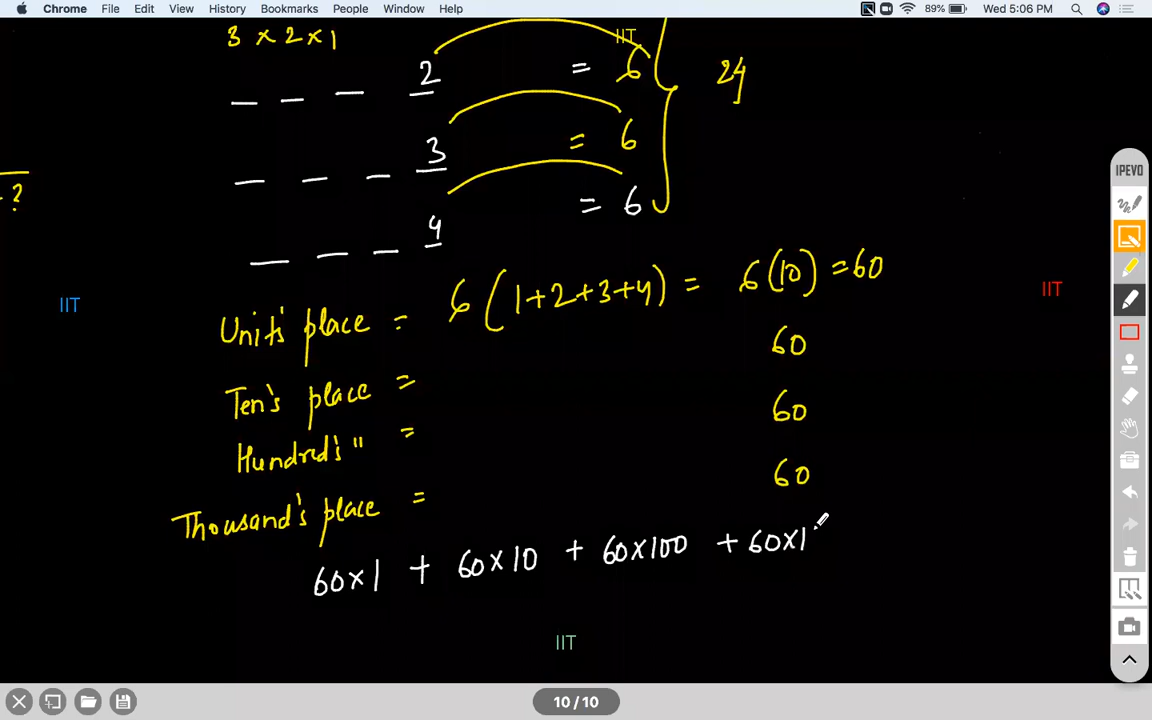 Chrome File Edit View History Bookmarks People Window Help 89% Wed 5:06 PM
3 × 2 × 1
IIT
_ _ _ 2 = 6
24
_ _ _ 3 = 6
?
_ _ _ 4 = 6
IPEVO
Unit's place = 6 ( 1+2+3+4 ) = 6 (10) = 60
IIT
IIT
60
Ten's place =
60
Hundred's " =
60
Thousand's place =
60×1 + 60×10 + 60×100 + 60×1
IIT
10 / 10